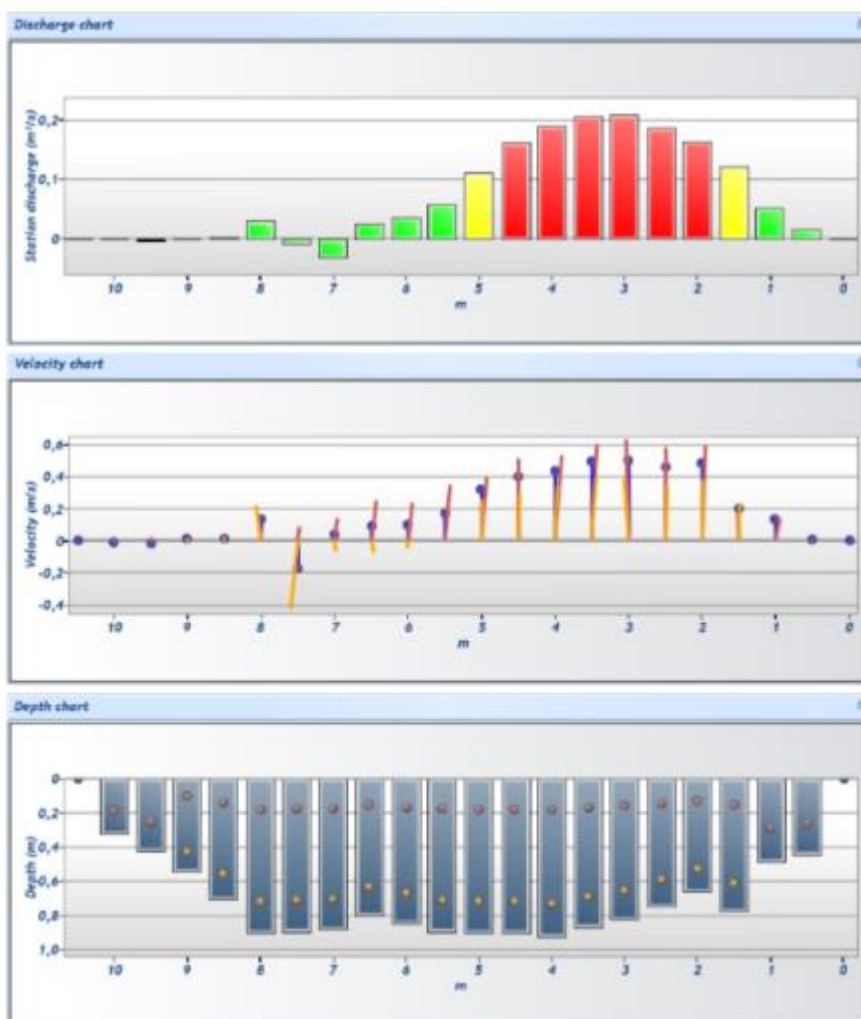 Discharge chart
Station discharge (m³/s)
0,2
0,1
0
10 9 8 7 6 5 4 3 2 1 0
m
Velocity chart
Velocity (m/s)
0,6
0,4
0,2
0
-0,2
-0,4
10 9 8 7 6 5 4 3 2 1 0
m
Depth chart
Depth (m)
0
0,2
0,4
0,6
0,8
1,0
10 9 8 7 6 5 4 3 2 1 0
m